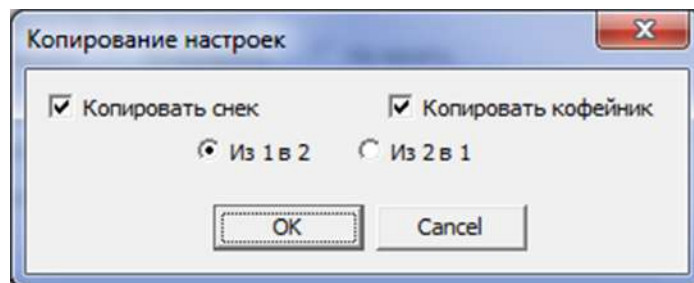 Копирование настроек
Копировать снек Копировать кофейник
Из 1 в 2 Из 2 в 1
OK Cancel